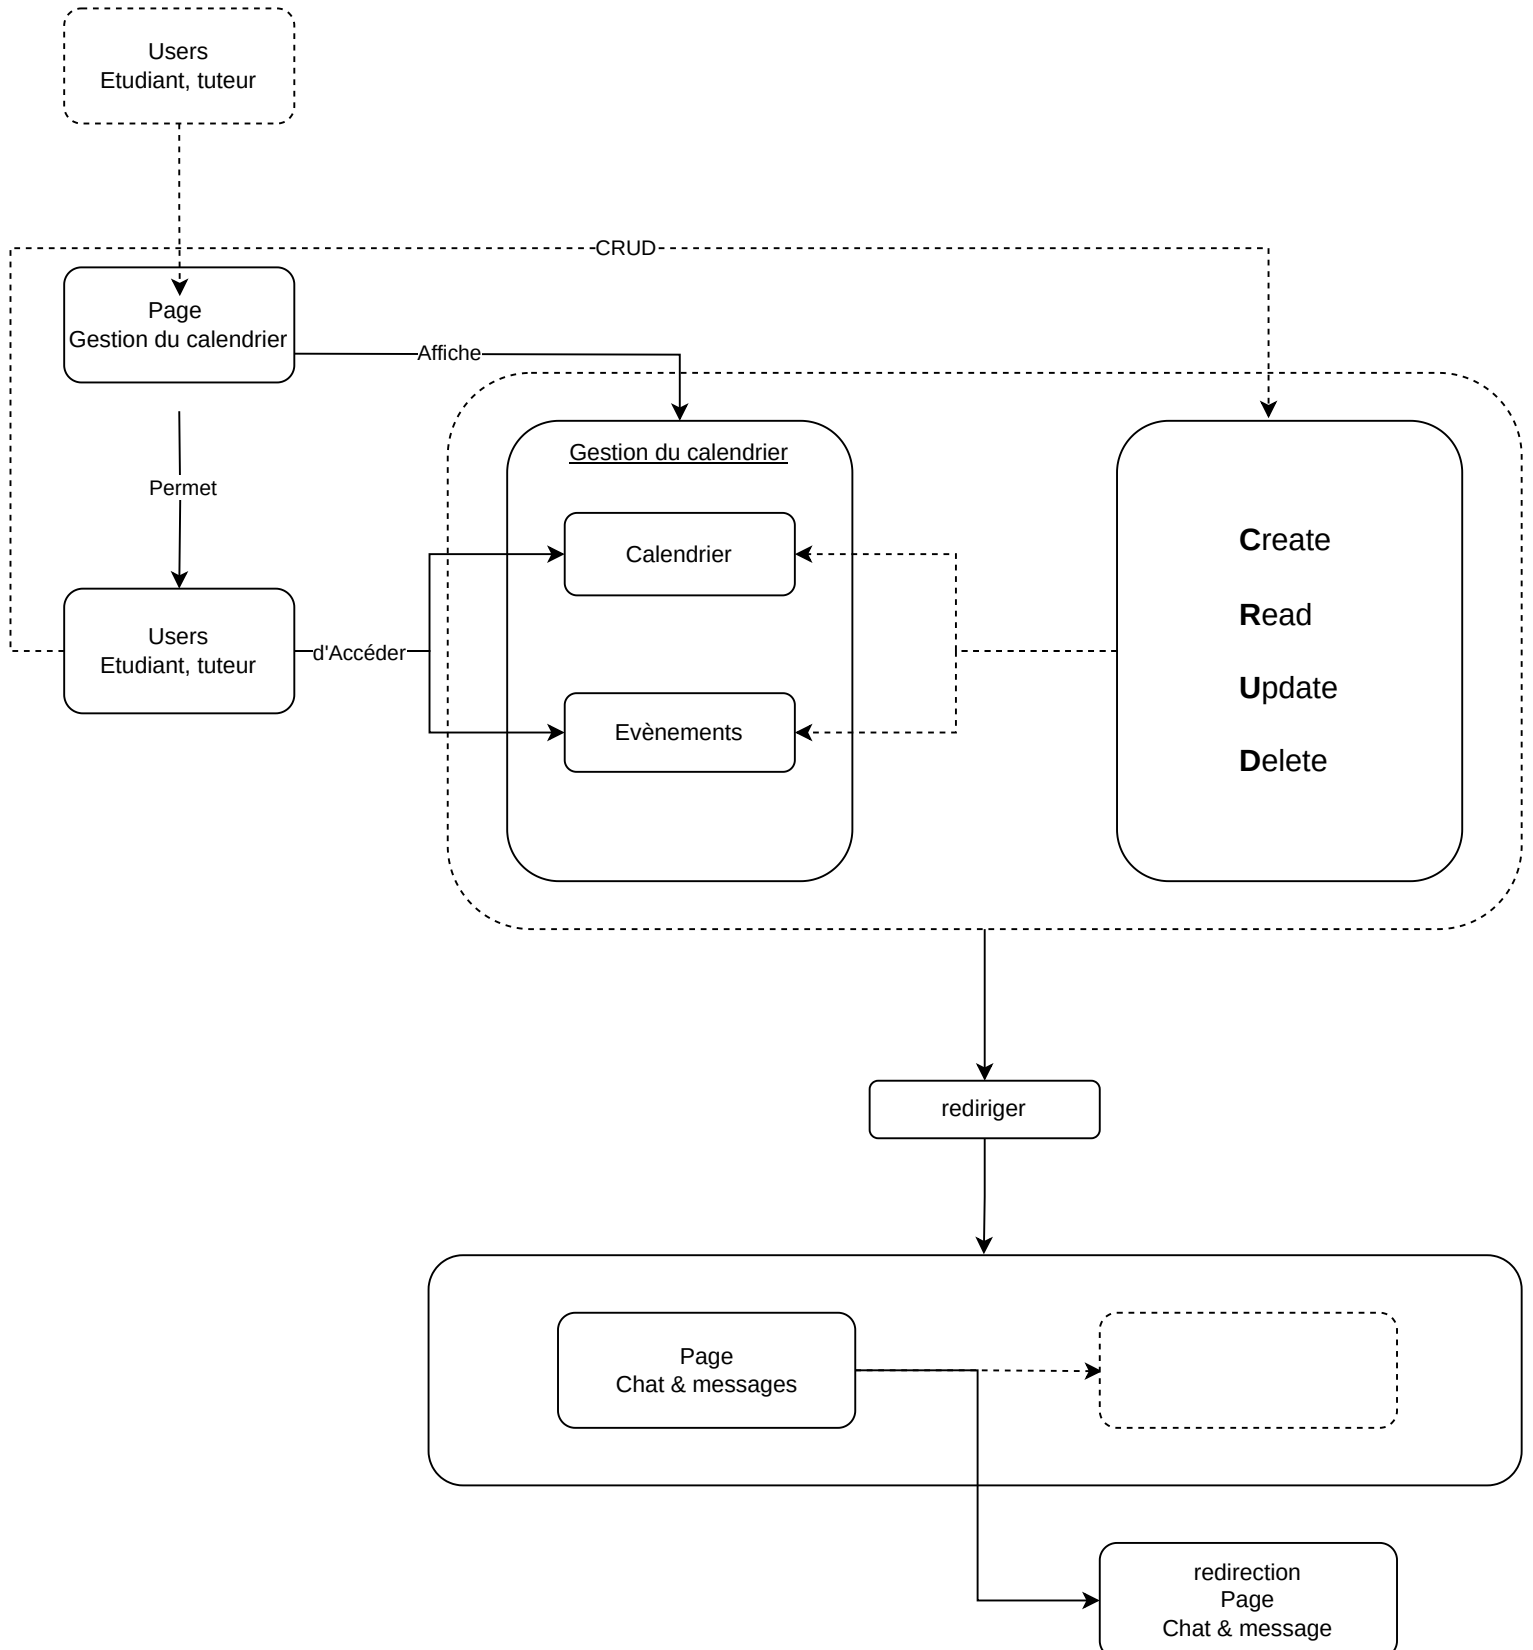 Users
Etudiant, tuteur
CRUD
Page
Gestion du calendrier
Affiche
Gestion du calendrier
Permet
Calendrier
Create
Read
Users
Etudiant, tuteur
d'Accéder
Update
Evènements
Delete
rediriger
Page
Chat & messages
redirection
Page
Chat & message